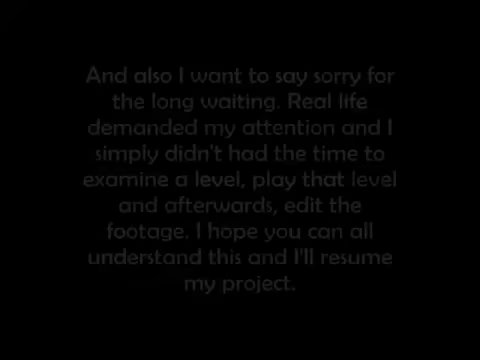 And also I want to say sorry for
the long waiting. Real life
demanded my attention and I
simply didn't had the time to
examine a level, play that level
and afterwards, edit the
footage. I hope you can all
understand this and I'll resume
my project.